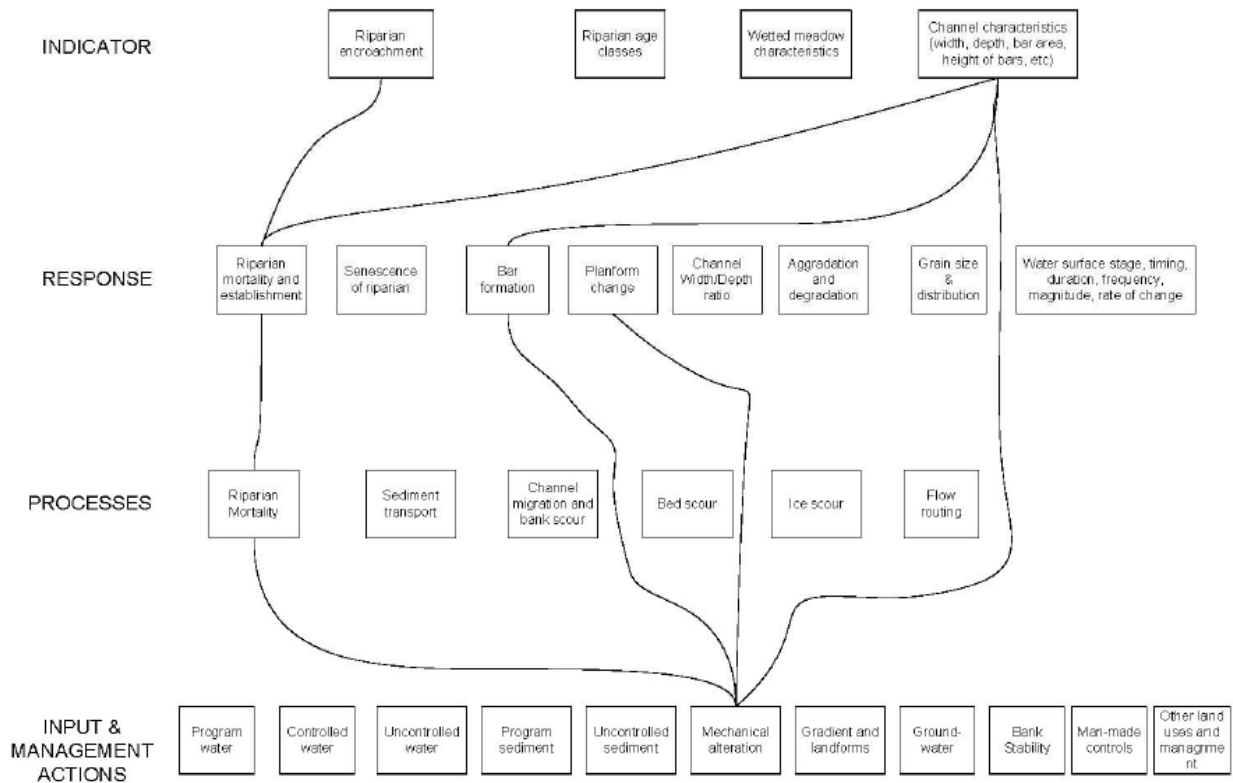 INDICATOR
Riparian
encroachment
Riparian age
classes
Wetted meadow
characteristics
Channel characteristics
(width, depth, bar area,
height of bars, etc)
RESPONSE
Riparian
mortality and
establishment
Senescence
of riparian
Bar
formation
Planform
change
Channel
Width/Depth
ratio
Aggradation
and
degradation
Grain size
&
distribution
Water surface stage, timing,
duration, frequency,
magnitude, rate of change
PROCESSES
Riparian
Mortality
Sediment
transport
Channel
migration and
bank scour
Bed scour
Ice scour
Flow
routing
INPUT &
MANAGEMENT
ACTIONS
Program
water
Controlled
water
Uncontrolled
water
Program
sediment
Uncontrolled
sediment
Mechanical
alteration
Gradient and
landforms
Ground-
water
Bank
Stability
Man-made
controls
Other land
uses and
managment